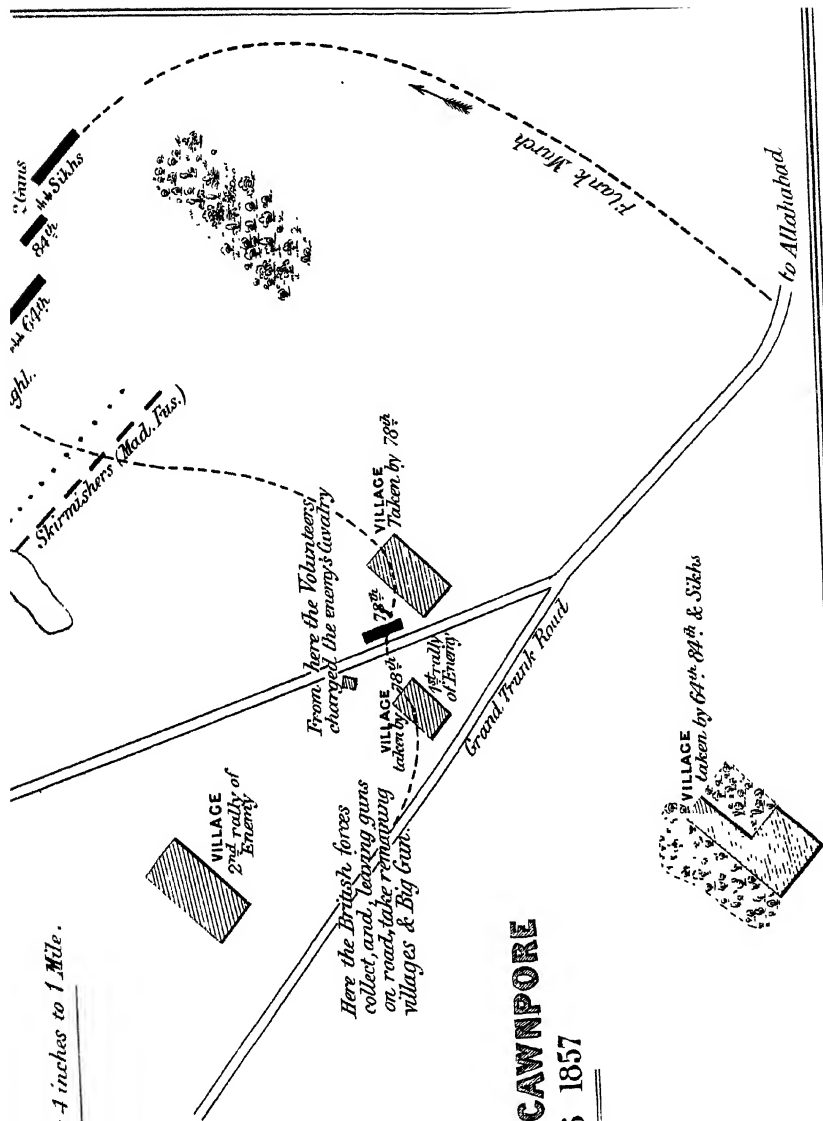 2 Guns
Sikhs
84th
64th
ghl.
Skirmishers (Mad. Fus.)
Flank March
to Allahabad
From here the Volunteers,
charged the enemy's Cavalry
78th
VILLAGE
Taken by 78th
VILLAGE
taken by 78th
1st rally
of Enemy
Grand Trunk Road
VILLAGE
2nd rally of
Enemy
Here the British forces
collect, and, leaving guns
on road, take remaining
villages & Big Gun.
VILLAGE
taken by 64th 84th & Sikhs
4 inches to 1 Mile.
CAWNPORE
1857